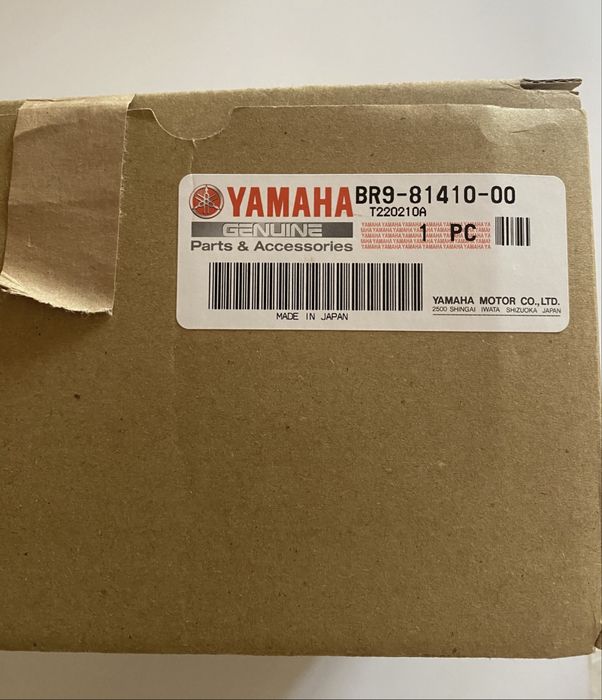 YAMAHA BR9-81410-00
T220210A
GENUINE
1 PC
Parts & Accessories
YAMAHA MOTOR CO.,LTD.
2500 SHINGAI IWATA SHIZUOKA JAPAN
MADE IN JAPAN